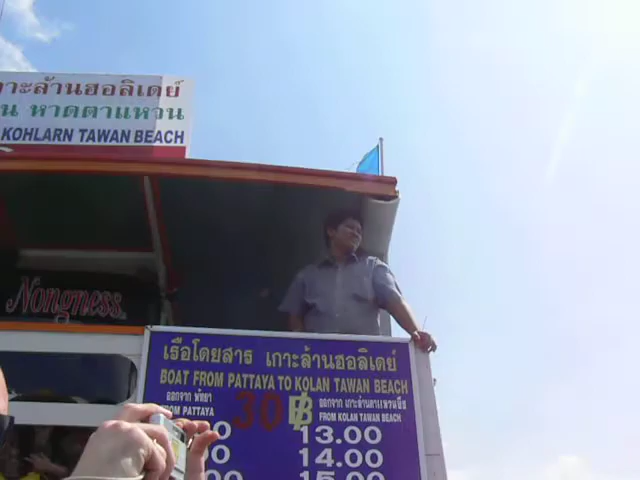 เกาะล้านฮอลิเดย์
หาดตาแหวน
KOHLARN TAWAN BEACH
Nongness
เรือโดยสาร เกาะล้านฮอลิเดย์
BOAT FROM PATTAYA TO KOLAN TAWAN BEACH
ออกจาก พัทยา
FROM PATTAYA
30 ฿
ออกจาก เกาะล้าน(ตาแหวน)
FROM KOLAN TAWAN BEACH
13.00
14.00
15.00